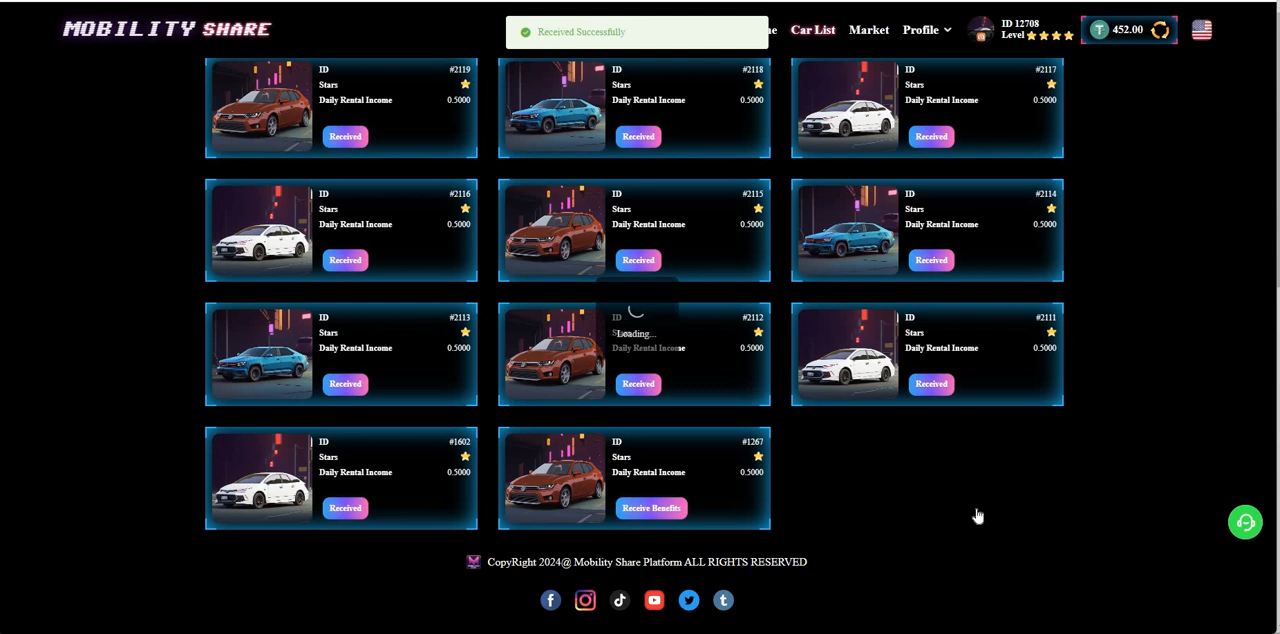 MOBILITY SHARE
Received Successfully
ne
Car List
Market
Profile
ID 12708
Level
452.00
ID #2119
Stars
Daily Rental Income 0.5000
Received
ID #2118
Stars
Daily Rental Income 0.5000
Received
ID #2117
Stars
Daily Rental Income 0.5000
Received
ID #2116
Stars
Daily Rental Income 0.5000
Received
ID #2115
Stars
Daily Rental Income 0.5000
Received
ID #2114
Stars
Daily Rental Income 0.5000
Received
ID #2113
Stars
Daily Rental Income 0.5000
Received
ID #2112
Loading...
Daily Rental Income 0.5000
Received
ID #2111
Stars
Daily Rental Income 0.5000
Received
ID #1602
Stars
Daily Rental Income 0.5000
Received
ID #1267
Stars
Daily Rental Income 0.5000
Receive Benefits
CopyRight 2024@ Mobility Share Platform ALL RIGHTS RESERVED